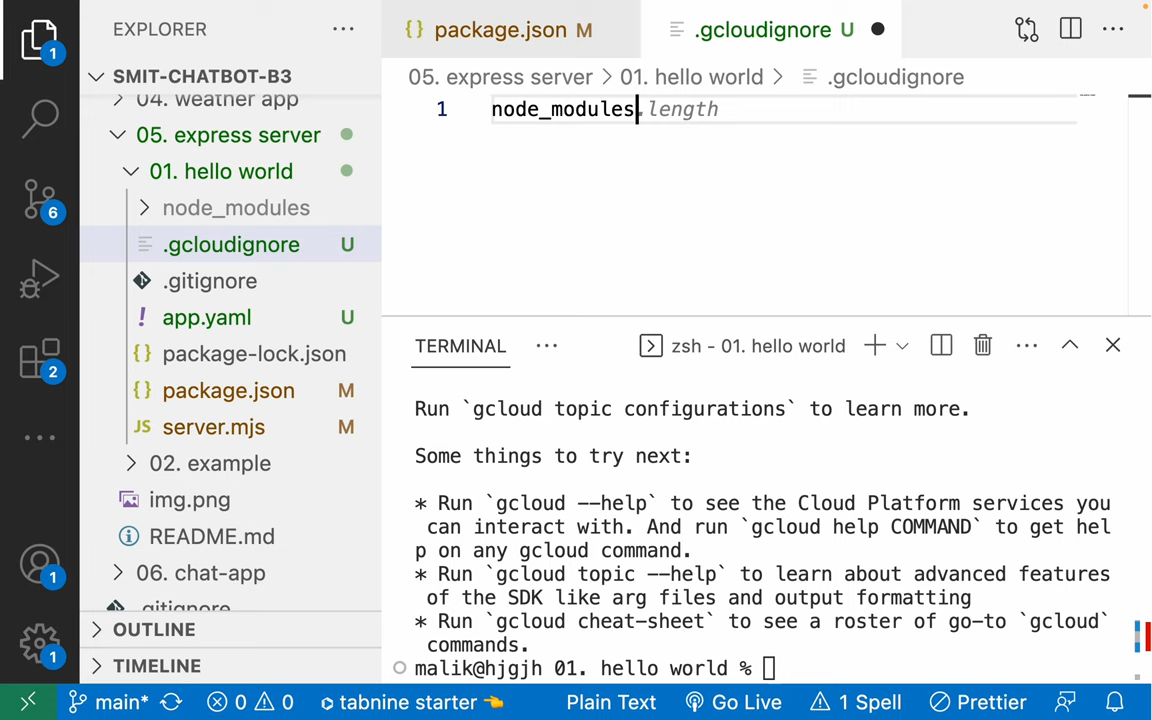 EXPLORER
SMIT-CHATBOT-B3
04. weather app
05. express server
01. hello world
node_modules
.gcloudignore U
.gitignore
app.yaml U
package-lock.json
package.json M
server.mjs M
02. example
img.png
README.md
06. chat-app
.gitignore
OUTLINE
TIMELINE
package.json M
.gcloudignore U
05. express server > 01. hello world > .gcloudignore
1 node_modules.length
TERMINAL
zsh - 01. hello world
Run `gcloud topic configurations` to learn more.
Some things to try next:
* Run `gcloud --help` to see the Cloud Platform services you
can interact with. And run `gcloud help COMMAND` to get hel
p on any gcloud command.
* Run `gcloud topic --help` to learn about advanced features
of the SDK like arg files and output formatting
* Run `gcloud cheat-sheet` to see a roster of go-to `gcloud`
commands.
malik@hjgjh 01. hello world %
1
6
2
1
1
main* 0 0 tabnine starter Plain Text Go Live 1 Spell Prettier